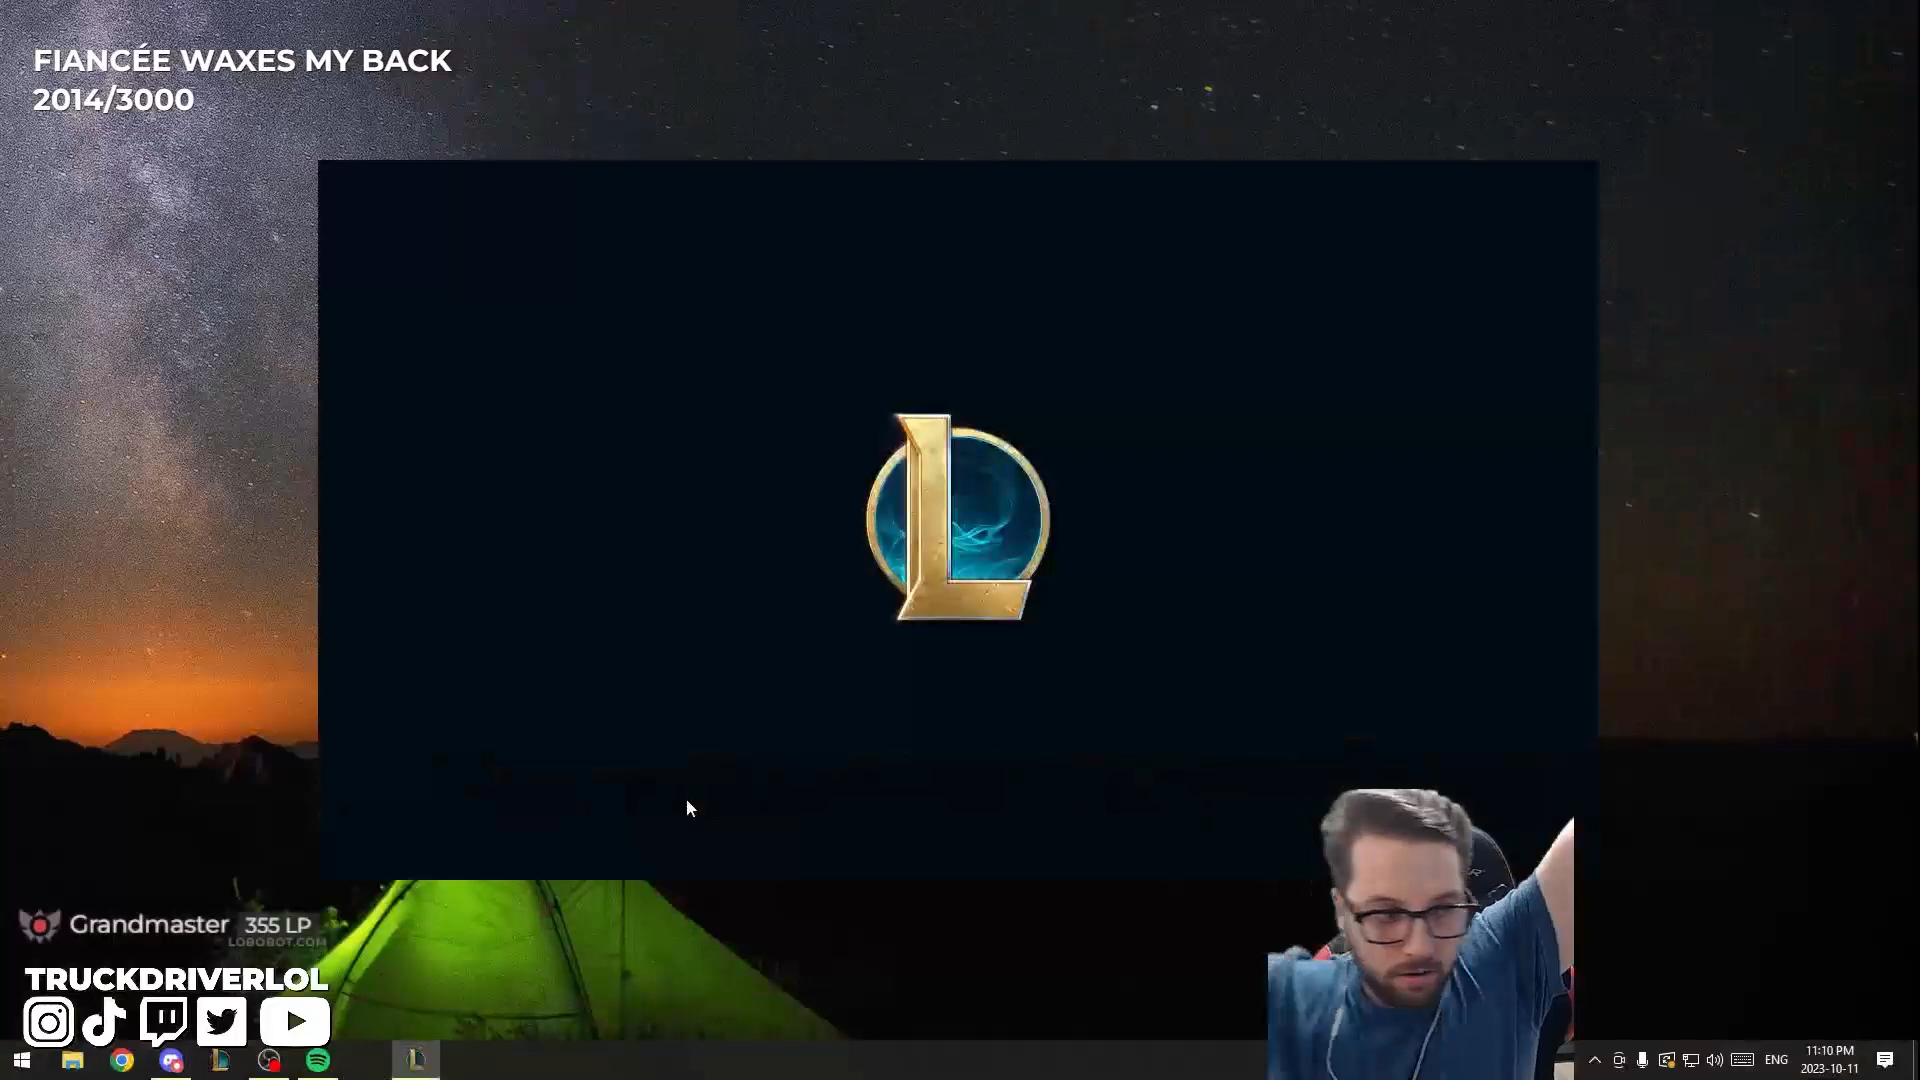 FIANCÉE WAXES MY BACK
2014/3000
L
Grandmaster 355 LP
LOBOBOT.COM
TRUCKDRIVERLOL
ENG
11:10 PM
2023-10-11